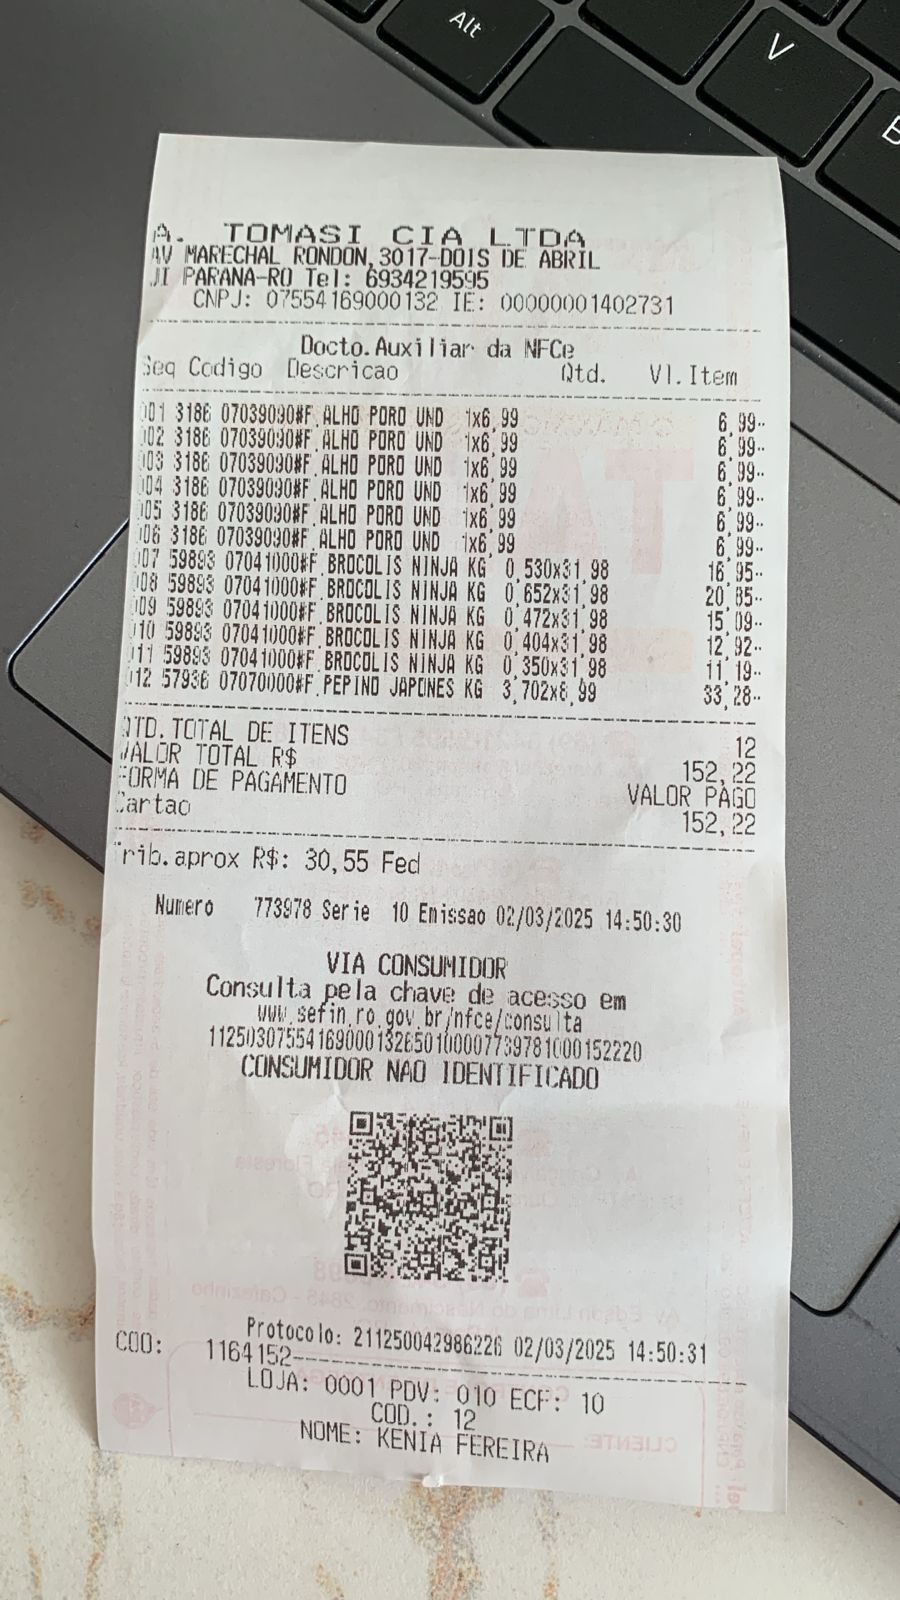 Alt
V
B
A. TOMASI CIA LTDA
AV MARECHAL RONDON,3017-DOIS DE ABRIL
JI PARANA-RO Tel: 6934219595
CNPJ: 07554169000132 IE: 00000001402731
Docto.Auxiliar da NFCe
Seq Codigo Descricao Qtd. Vl.Item
001 3186 07039090#F.ALHO PORO UND 1x6,99 6,99
002 3186 07039090#F.ALHO PORO UND 1x6,99 6,99
003 3186 07039090#F.ALHO PORO UND 1x6,99 6,99
004 3186 07039090#F.ALHO PORO UND 1x6,99 6,99
005 3186 07039090#F.ALHO PORO UND 1x6,99 6,99
006 3186 07039090#F.ALHO PORO UND 1x6,99 6,99
007 59893 07041000#F.BROCOLIS NINJA KG 0,530x31,98 16,95
008 59893 07041000#F.BROCOLIS NINJA KG 0,652x31,98 20,85
009 59893 07041000#F.BROCOLIS NINJA KG 0,472x31,98 15,09
010 59893 07041000#F.BROCOLIS NINJA KG 0,404x31,98 12,92
011 59893 07041000#F.BROCOLIS NINJA KG 0,350x31,98 11,19
012 57936 07070000#F.PEPINO JAPONES KG 3,702x8,99 33,28
QTD.TOTAL DE ITENS 12
VALOR TOTAL R$ 152,22
FORMA DE PAGAMENTO VALOR PAGO
Cartao 152,22
Trib.aprox R$: 30,55 Fed
Numero 773978 Serie 10 Emissao 02/03/2025 14:50:30
VIA CONSUMIDOR
Consulta pela chave de acesso em
www.sefin.ro.gov.br/nfce/consulta
11250307554169000132650100007739781000152220
CONSUMIDOR NAO IDENTIFICADO
Protocolo: 211250042986226 02/03/2025 14:50:31
COO: 1164152
LOJA: 0001 PDV: 010 ECF: 10
COD.: 12
NOME: KENIA FEREIRA